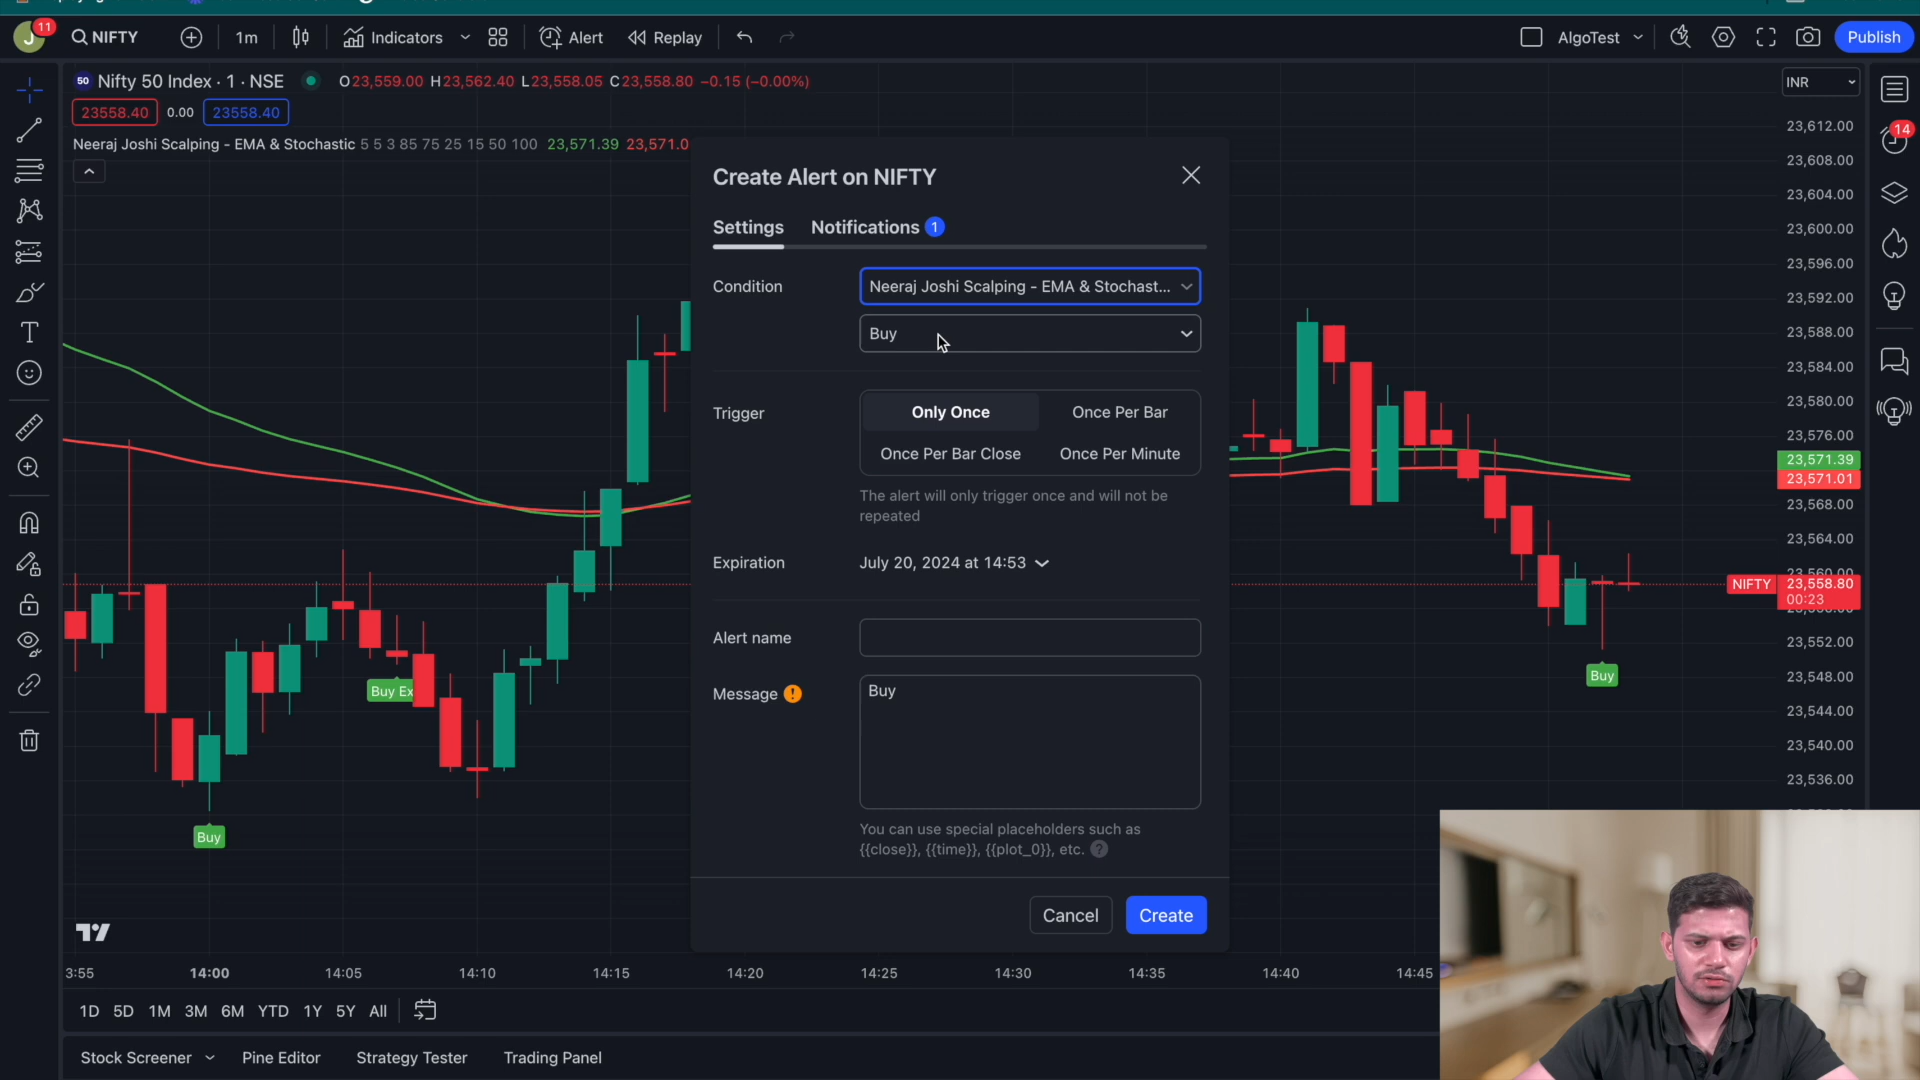 J
11
NIFTY
1m
Indicators
Alert
Replay
AlgoTest
Publish
50
Nifty 50 Index · 1 · NSE
O23,559.00 H23,562.40 L23,558.05 C23,558.80 −0.15 (−0.00%)
INR
23558.40
0.00
23558.40
Neeraj Joshi Scalping - EMA & Stochastic 5 5 3 85 75 25 15 50 100 23,571.39 23,571.0
14
Create Alert on NIFTY
Settings
Notifications 1
Condition
Neeraj Joshi Scalping - EMA & Stochast...
Buy
Trigger
Only Once
Once Per Bar
Once Per Bar Close
Once Per Minute
The alert will only trigger once and will not be
repeated
Expiration
July 20, 2024 at 14:53
Alert name
Message !
Buy
You can use special placeholders such as
{{close}}, {{time}}, {{plot_0}}, etc. ?
Cancel
Create
Buy Ex
Buy
Buy
23,612.00
23,608.00
23,604.00
23,600.00
23,596.00
23,592.00
23,588.00
23,584.00
23,580.00
23,576.00
23,571.39
23,571.01
23,568.00
23,564.00
23,560.00
NIFTY
23,558.80
00:23
23,552.00
23,548.00
23,544.00
23,540.00
23,536.00
3:55
14:00
14:05
14:10
14:15
14:20
14:25
14:30
14:35
14:40
14:45
1D
5D
1M
3M
6M
YTD
1Y
5Y
All
Stock Screener
Pine Editor
Strategy Tester
Trading Panel